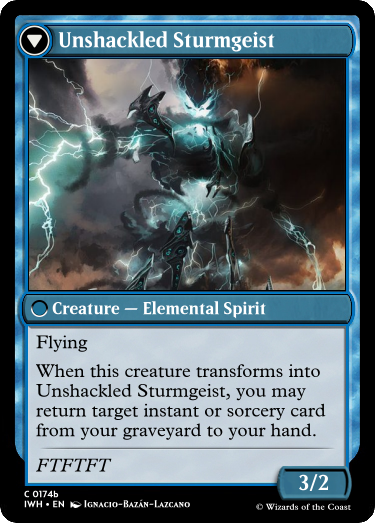 Unshackled Sturmgeist
Creature — Elemental Spirit
Flying
When this creature transforms into
Unshackled Sturmgeist, you may
return target instant or sorcery card
from your graveyard to your hand.
FTFTFT
3/2
C 0174b
IWH • EN Ignacio-Bazán-Lazcano
© Wizards of the Coast